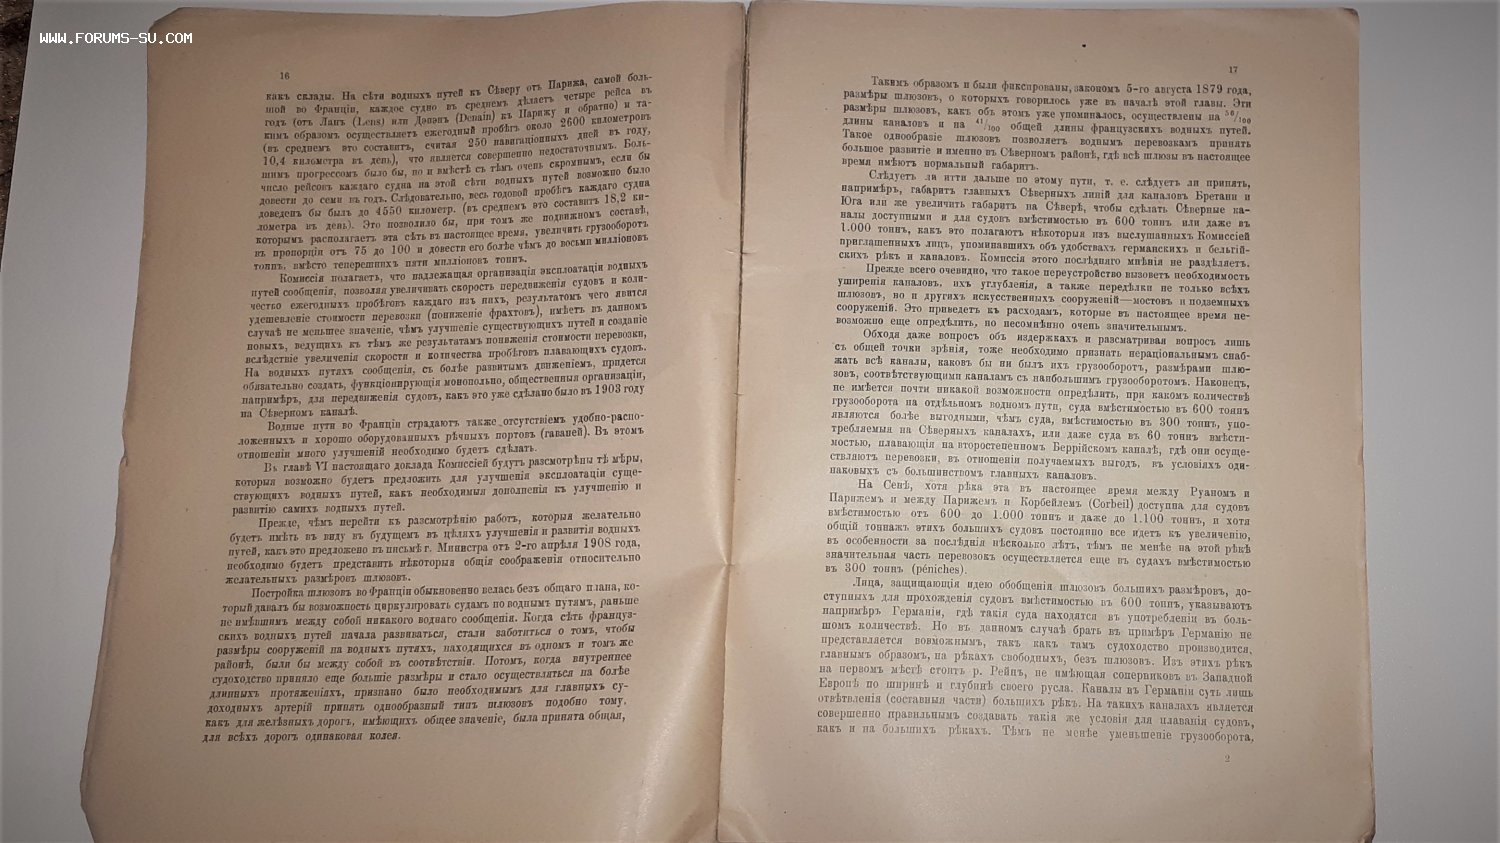 WWW.FORUMS-SU.COM
16
какъ склады. На сѣти водныхъ путей къ Сѣверу отъ Парижа, самой боль-
шой во Франціи, каждое судно въ среднемъ дѣлаетъ четыре рейса въ
годъ (отъ Лапъ (Lens) или Дэнэнъ (Denain) къ Парижу и обратно) и та-
кимъ образомъ осуществляетъ ежегодный пробѣгъ около 2600 километровъ
(въ среднемъ это составитъ, считая 250 навигаціонныхъ дней въ году,
10,4 километра въ день), что является совершенно недостаточнымъ. Боль-
шимъ прогрессомъ было бы, но и вмѣстѣ съ тѣмъ очень скромнымъ, если бы
число рейсовъ каждаго судна на этой сѣти водныхъ путей возможно было
довести до семи въ годъ. Слѣдовательно, весь годовой пробѣгъ каждаго судна
доведенъ бы былъ до 4550 километр. (въ среднемъ это составитъ 18,2 ки-
лометра въ день). Это позволило бы, при томъ же подвижномъ составѣ,
которымъ располагаетъ эта сѣть въ настоящее время, увеличить грузооборотъ
въ пропорціи отъ 75 до 100 и довести его болѣе чѣмъ до восьми милліоновъ
тоннъ, вмѣсто теперешнихъ пяти милліоновъ тоннъ.
Комиссія полагаетъ, что надлежащая организація эксплоатаціи водныхъ
путей сообщенія, позволяя увеличивать скорость передвиженія судовъ и коли-
чество ежегодныхъ пробѣговъ каждаго изъ нихъ, результатомъ чего явится
удешевленіе стоимости перевозки (пониженіе фрахтовъ), имѣетъ въ данномъ
случаѣ не меньшее значеніе, чѣмъ улучшеніе существующихъ путей и созданіе
новыхъ, ведущихъ къ тѣмъ же результатамъ пониженія стоимости перевозки,
вслѣдствіе увеличенія скорости и количества пробѣговъ плавающихъ судовъ.
На водныхъ путяхъ сообщенія, съ болѣе развитымъ движеніемъ, придется
обязательно создать, функціонирующія монопольно, общественныя организаціи,
напримѣръ, для передвиженія судовъ, какъ это уже сдѣлано было въ 1903 году
на Сѣверномъ каналѣ.
Водные пути во Франціи страдаютъ также отсутствіемъ удобно-распо-
ложенныхъ и хорошо оборудованныхъ рѣчныхъ портовъ (гаваней). Въ этомъ
отношеніи много улучшеній необходимо будетъ сдѣлать.
Въ главѣ VI настоящаго доклада Комиссіей будутъ разсмотрѣны тѣ мѣры,
которыя возможно будетъ предложить для улучшенія эксплоатаціи суще-
ствующихъ водныхъ путей, какъ необходимыя дополненія къ улучшенію и
развитію самихъ водныхъ путей.
Прежде, чѣмъ перейти къ разсмотрѣнію работъ, которыя желательно
будетъ имѣть въ виду въ будущемъ въ цѣляхъ улучшенія и развитія водныхъ
путей, какъ это предложено въ письмѣ г. Министра отъ 2-го апрѣля 1908 года,
необходимо будетъ представить нѣкоторыя общія соображенія относительно
желательныхъ размѣровъ шлюзовъ.
Постройка шлюзовъ во Франціи обыкновенно велась безъ общаго плана, ко-
торый давалъ бы возможность циркулировать судамъ по воднымъ путямъ, раньше
не имѣвшимъ между собой никакого воднаго сообщенія. Когда сѣть француз-
скихъ водныхъ путей начала развиваться, стали заботиться о томъ, чтобы
размѣры сооруженій на водныхъ путяхъ, находящихся въ одномъ и томъ же
районѣ, были бы между собой въ соотвѣтствіи. Потомъ, когда внутреннее
судоходство приняло еще большіе размѣры и стало осуществляться на болѣе
длинныхъ протяженіяхъ, признано было необходимымъ для главныхъ су-
доходныхъ артерій принять однообразный типъ шлюзовъ подобно тому,
какъ для желѣзныхъ дорогъ, имѣющихъ общее значеніе, была принята общая,
для всѣхъ дорогъ одинаковая колея.
17
Такимъ образомъ и были фиксированы, закономъ 5-го августа 1879 года,
размѣры шлюзовъ, о которыхъ говорилось уже въ началѣ этой главы. Эти
размѣры шлюзовъ, какъ объ этомъ уже упоминалось, осуществлены на 56/100
длины каналовъ и на 41/100 общей длины французскихъ водныхъ путей.
Такое однообразіе шлюзовъ позволяетъ воднымъ перевозкамъ принять
большое развитіе и именно въ Сѣверномъ районѣ, гдѣ всѣ шлюзы въ настоящее
время имѣютъ нормальный габаритъ.
Слѣдуетъ ли итти дальше по этому пути, т. е. слѣдуетъ ли принять,
напримѣръ, габаритъ главныхъ Сѣверныхъ линій для каналовъ Бретани и
Юга или же увеличить габаритъ на Сѣверѣ, чтобы сдѣлать Сѣверные ка-
налы доступными и для судовъ вмѣстимостью въ 600 тоннъ или даже въ
1.000 тоннъ, какъ это полагаютъ нѣкоторыя изъ выслушанныхъ Комиссіей
приглашенныхъ лицъ, упоминавшихъ объ удобствахъ германскихъ и бельгій-
скихъ рѣкъ и каналовъ. Комиссія этого послѣдняго мнѣнія не раздѣляетъ.
Прежде всего очевидно, что такое переустройство вызоветъ необходимость
уширенія каналовъ, ихъ углубленія, а также передѣлки не только всѣхъ
шлюзовъ, но и другихъ искусственныхъ сооруженій—мостовъ и подземныхъ
сооруженій. Это приведетъ къ расходамъ, которые въ настоящее время не-
возможно еще опредѣлить, но несомнѣнно очень значительнымъ.
Обходя даже вопросъ объ издержкахъ и разсматривая вопросъ лишь
съ общей точки зрѣнія, тоже необходимо признать нераціональнымъ снаб-
жать всѣ каналы, каковъ бы ни былъ ихъ грузооборотъ, размѣрами шлю-
зовъ, соотвѣтствующими каналамъ съ наибольшимъ грузооборотомъ. Наконецъ,
не имѣется почти никакой возможности опредѣлить, при какомъ количествѣ
грузооборота на отдѣльномъ водномъ пути, суда вмѣстимостью въ 600 тоннъ
являются болѣе выгодными, чѣмъ суда, вмѣстимостью въ 300 тоннъ, упо-
требляемыя на Сѣверныхъ каналахъ, или даже суда въ 60 тоннъ вмѣсти-
мостью, плавающія на второстепенномъ Беррійскомъ каналѣ, гдѣ они осуще-
ствляютъ перевозки, въ отношеніи получаемыхъ выгодъ, въ условіяхъ оди-
наковыхъ съ большинствомъ главныхъ каналовъ.
На Сенѣ, хотя рѣка эта въ настоящее время между Руаномъ и
Парижемъ и между Парижемъ и Корбейлемъ (Corbeil) доступна для судовъ
вмѣстимостью отъ 600 до 1.000 тоннъ и даже до 1.100 тоннъ, и хотя
общій тоннажъ этихъ большихъ судовъ постоянно все идетъ къ увеличенію,
въ особенности за послѣднія нѣсколько лѣтъ, тѣмъ не менѣе на этой рѣкѣ
значительная часть перевозокъ осуществляется еще въ судахъ вмѣстимостью
въ 300 тоннъ (péniches).
Лица, защищающія идею обобщенія шлюзовъ большихъ размѣровъ, до-
ступныхъ для прохожденія судовъ вмѣстимостью въ 600 тоннъ, указываютъ
напримѣръ Германіи, гдѣ такія суда находятся въ употребленіи въ боль-
шомъ количествѣ. Но въ данномъ случаѣ брать въ примѣръ Германію не
представляется возможнымъ, такъ какъ тамъ судоходство производится,
главнымъ образомъ, на рѣкахъ свободныхъ, безъ шлюзовъ. Изъ этихъ рѣкъ
на первомъ мѣстѣ стоитъ р. Рейнъ, не имѣющая соперниковъ въ Западной
Европѣ по ширинѣ и глубинѣ своего русла. Каналы въ Германіи суть лишь
отвѣтвленія (составныя части) большихъ рѣкъ. На такихъ каналахъ является
совершенно правильнымъ создавать такія же условія для плаванія судовъ,
какъ и на большихъ рѣкахъ. Тѣмъ не менѣе уменьшеніе грузооборота,
2